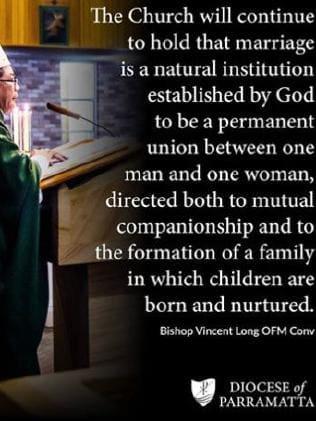 The Church will continue
to hold that marriage
is a natural institution
established by God
to be a permanent
union between one
man and one woman,
directed both to mutual
companionship and to
the formation of a family
in which children are
born and nurtured.
Bishop Vincent Long OFM Conv
DIOCESE of
PARRAMATTA